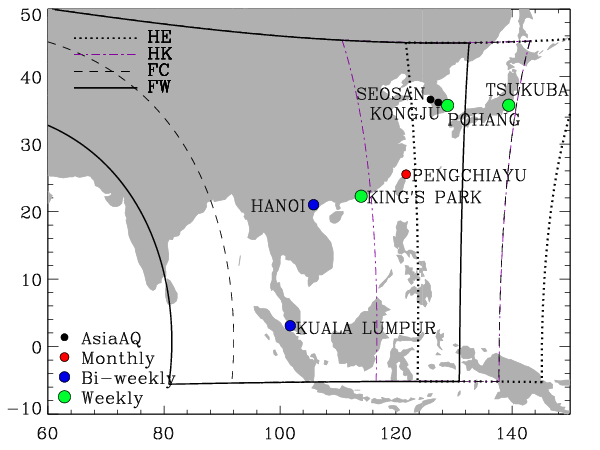 50
40
30
20
10
0
−10
60
80
100
120
140
HE
HK
FC
FW
SEOSAN
TSUKUBA
KONGJU
POHANG
PENGCHIAYU
KING'S PARK
HANOI
KUALA LUMPUR
AsiaAQ
Monthly
Bi-weekly
Weekly